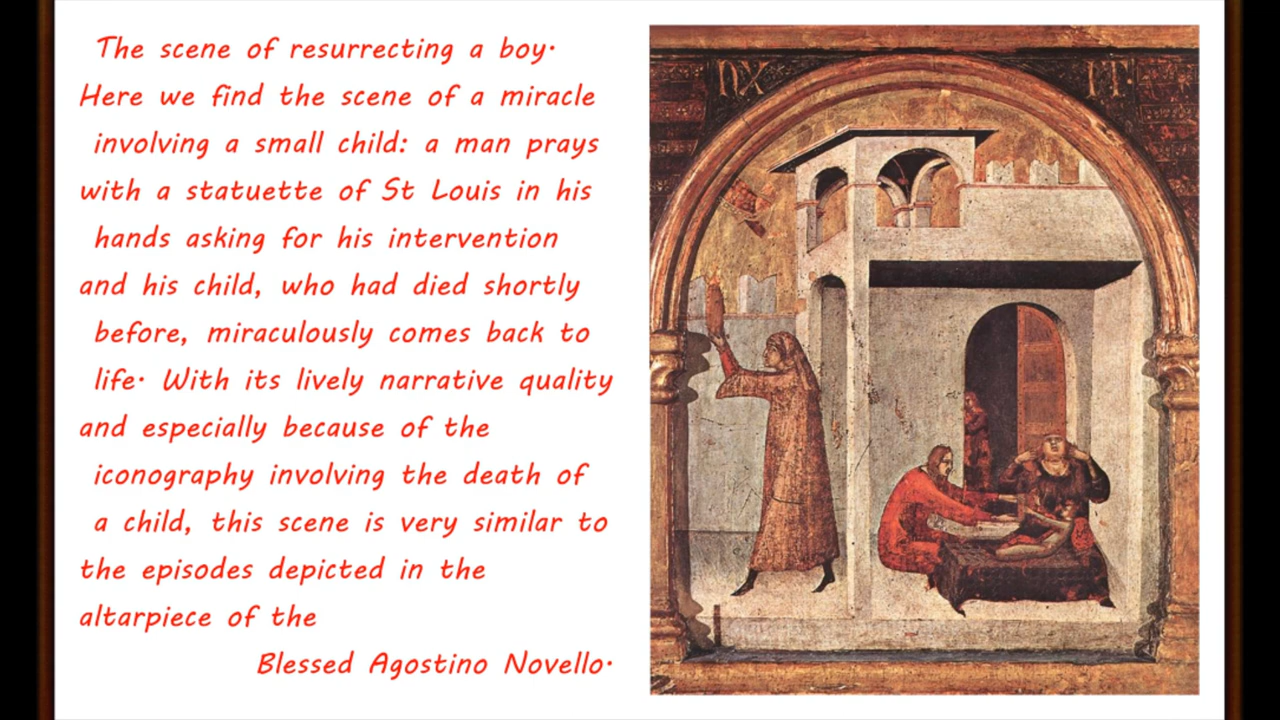 The scene of resurrecting a boy.
Here we find the scene of a miracle
involving a small child: a man prays
with a statuette of St Louis in his
hands asking for his intervention
and his child, who had died shortly
before, miraculously comes back to
life. With its lively narrative quality
and especially because of the
iconography involving the death of
a child, this scene is very similar to
the episodes depicted in the
altarpiece of the
Blessed Agostino Novello.